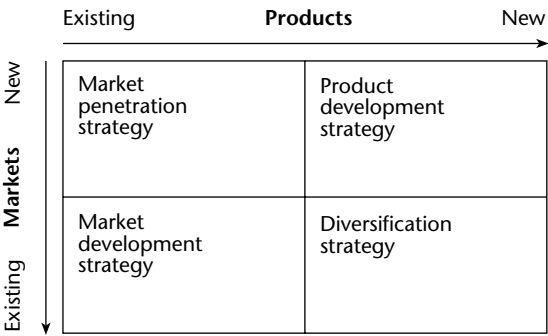 Existing Products New
New
Markets
Existing
Market
penetration
strategy
Product
development
strategy
Market
development
strategy
Diversification
strategy